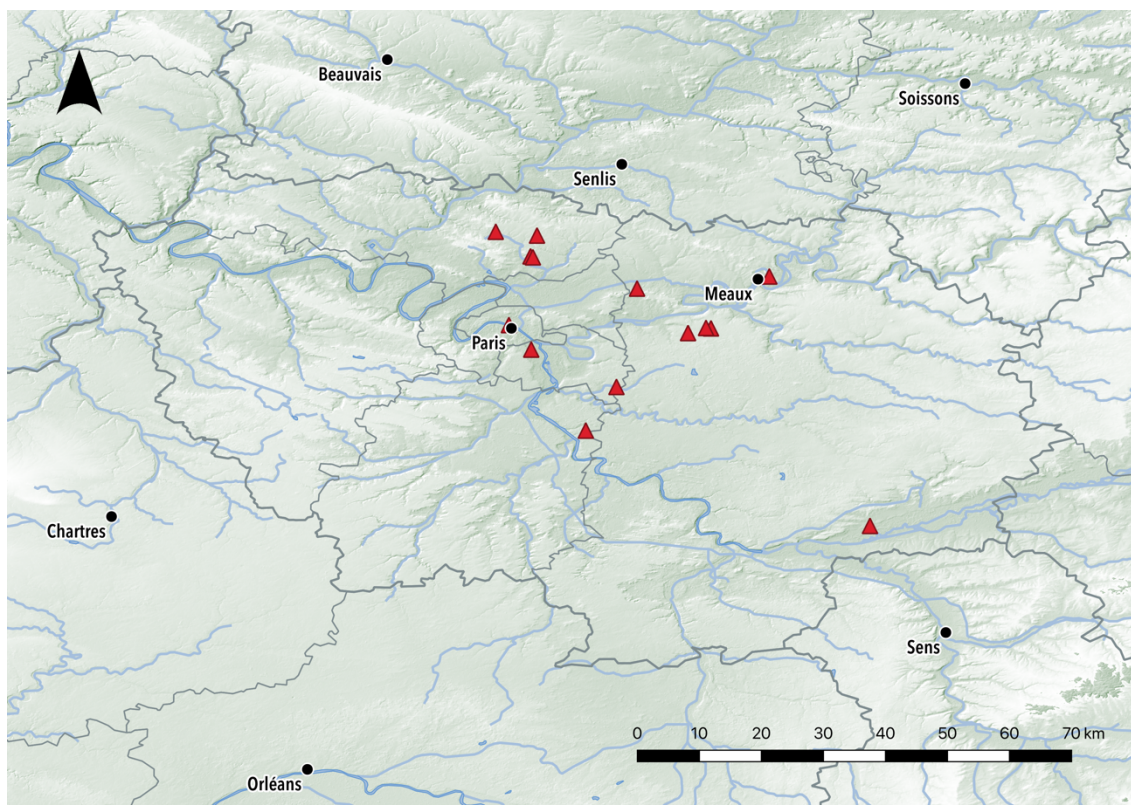 Beauvais
Soissons
Senlis
Meaux
Paris
Chartres
Sens
0 10 20 30 40 50 60 70 km
Orléans